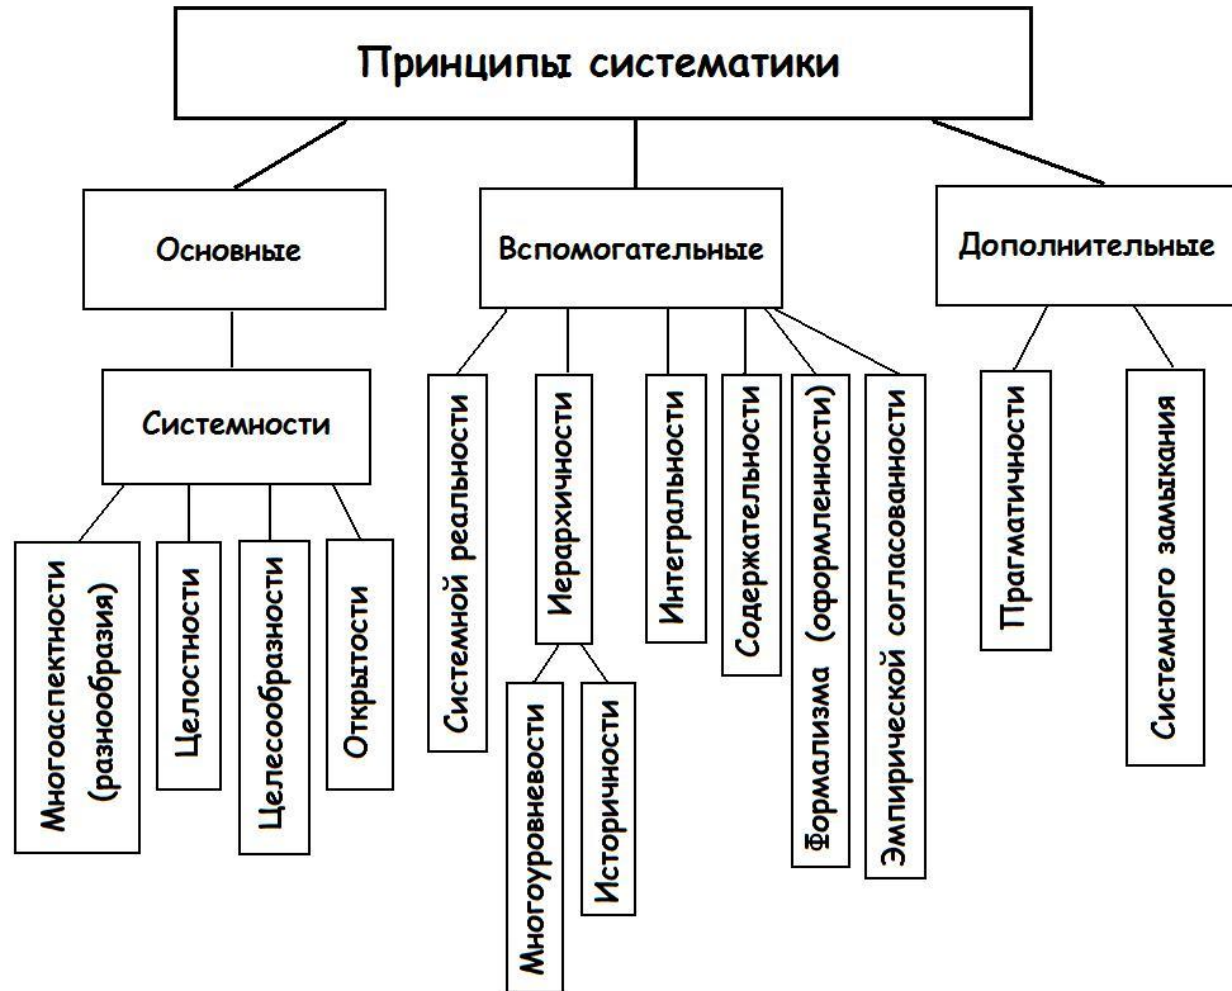 Принципы систематики
Основные
Вспомогательные
Дополнительные
Системности
Многоаспектности
(разнообразия)
Целостности
Целесообразности
Открытости
Системной реальности
Иерархичности
Многоуровневости
Историчности
Интегральности
Содержательности
Формализма (оформленности)
Эмпирической согласованности
Прагматичности
Системного замыкания